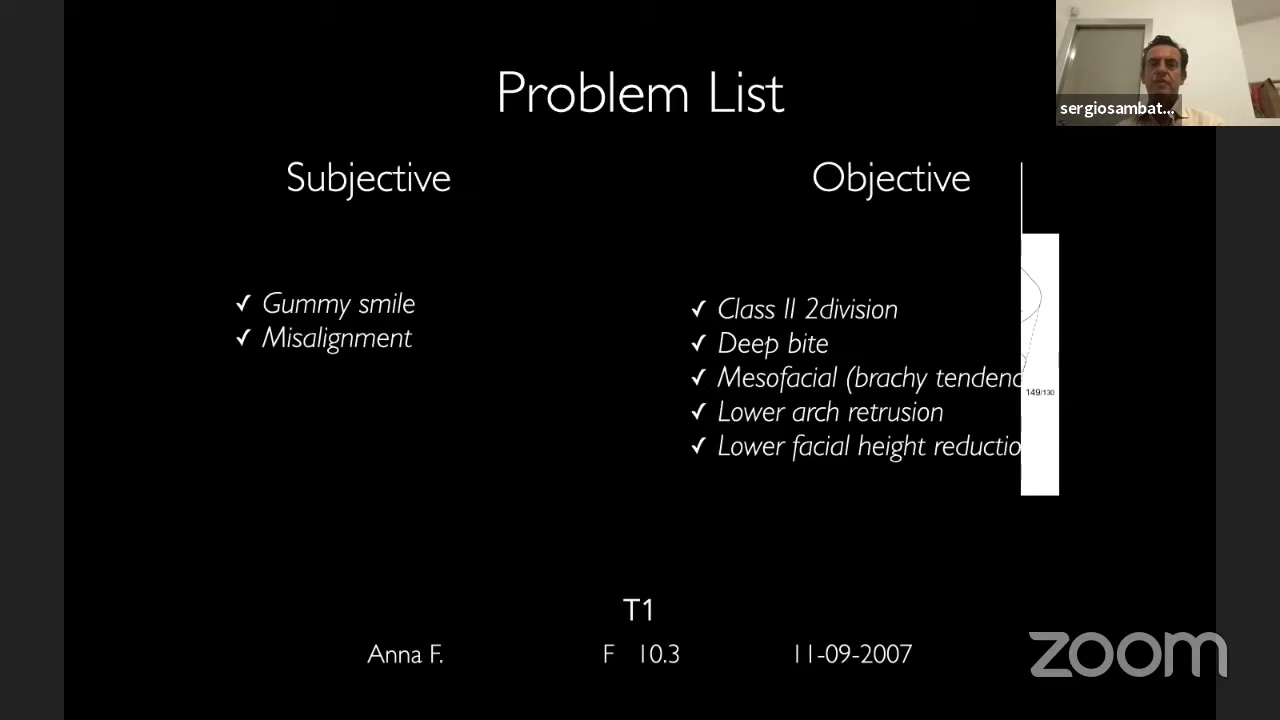 Problem List
sergiosambat...
Subjective
Objective
✓ Gummy smile
✓ Misalignment
✓ Class II 2division
✓ Deep bite
✓ Mesofacial (brachy tendenc
✓ Lower arch retrusion
✓ Lower facial height reductio
149/130
T1
Anna F.
F 10.3
11-09-2007
zoom